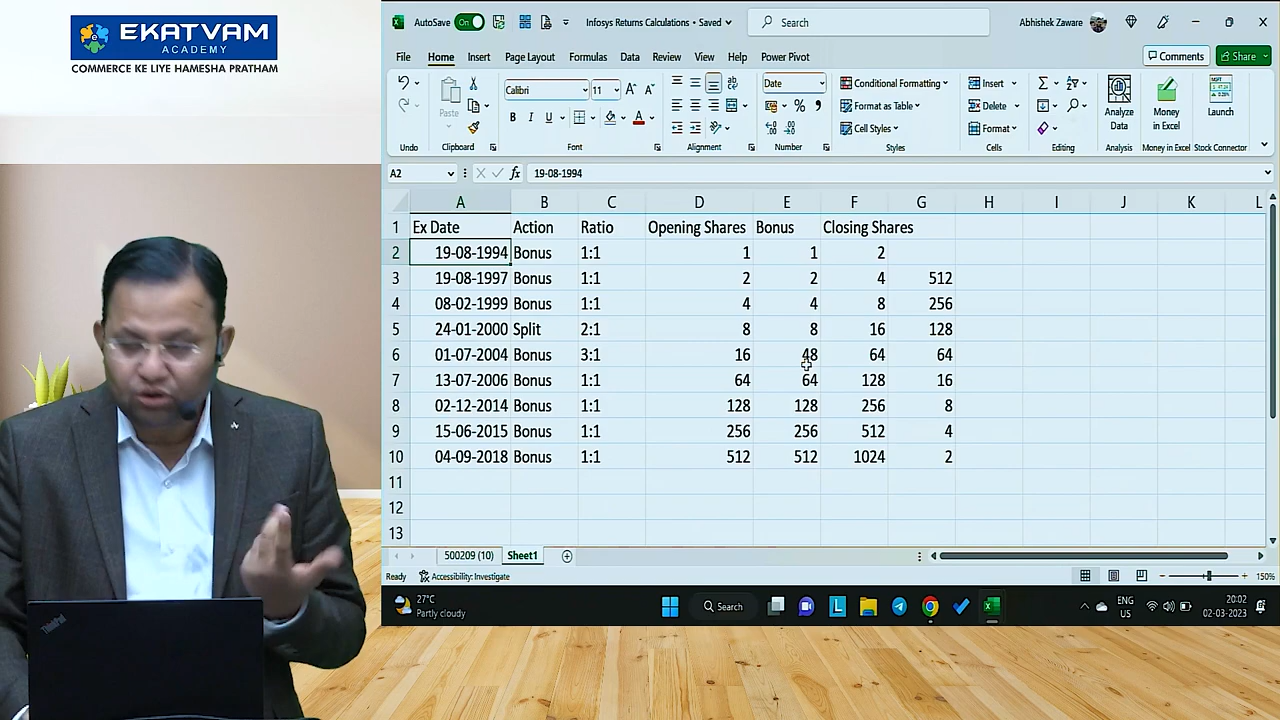 EKATVAM
ACADEMY
COMMERCE KE LIYE HAMESHA PRATHAM
AutoSave On Infosys Returns Calculations • Saved Search Abhishek Zaware
File Home Insert Page Layout Formulas Data Review View Help Power Pivot Comments Share
Calibri 11 Date Conditional Formatting Insert
Paste Format as Table Delete Analyze Data Money in Excel Launch
Cell Styles Format
Undo Clipboard Font Alignment Number Styles Cells Editing Analysis Money in Excel Stock Connector
A2 fx 19-08-1994
A B C D E F G H I J K L
1 Ex Date Action Ratio Opening Shares Bonus Closing Shares
2 19-08-1994 Bonus 1:1 1 1 2
3 19-08-1997 Bonus 1:1 2 2 4 512
4 08-02-1999 Bonus 1:1 4 4 8 256
5 24-01-2000 Split 2:1 8 8 16 128
6 01-07-2004 Bonus 3:1 16 48 64 64
7 13-07-2006 Bonus 1:1 64 64 128 16
8 02-12-2014 Bonus 1:1 128 128 256 8
9 15-06-2015 Bonus 1:1 256 256 512 4
10 04-09-2018 Bonus 1:1 512 512 1024 2
11
12
13
500209 (10) Sheet1
Ready Accessibility: Investigate 150%
27°C
Partly cloudy
Search
ENG
US
20:02
02-03-2023
ThinkPad